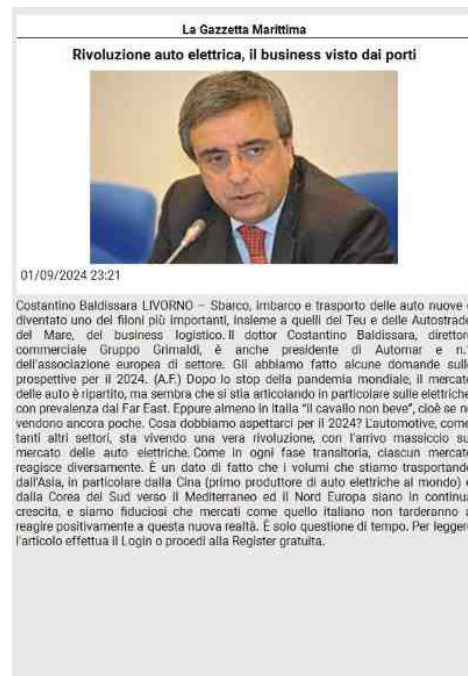 La Gazzetta Marittima
Rivoluzione auto elettrica, il business visto dai porti
01/09/2024 23:21
Costantino Baldissara LIVORNO – Sbarco, imbarco e trasporto delle auto nuove
diventato uno dei filoni più importanti, insieme a quelli del Teu e delle Autostrade
del Mare, del business logistico. Il dottor Costantino Baldissara, direttore
commerciale Gruppo Grimaldi, è anche presidente di Automar e n.
dell'associazione europea di settore. Gli abbiamo fatto alcune domande sulle
prospettive per il 2024. (A.F.) Dopo lo stop della pandemia mondiale, il mercato
delle auto è ripartito, ma sembra che si stia articolando in particolare sulle elettriche,
con prevalenza dal Far East. Eppure almeno in Italia "il cavallo non beve", cioè se ne
vendono ancora poche. Cosa dobbiamo aspettarci per il 2024? L'automotive, come
tanti altri settori, sta vivendo una vera rivoluzione, con l'arrivo massiccio sul
mercato delle auto elettriche. Come in ogni fase transitoria, ciascun mercato
reagisce diversamente. È un dato di fatto che i volumi che stiamo trasportando
dall'Asia, in particolare dalla Cina (primo produttore di auto elettriche al mondo) e
dalla Corea del Sud verso il Mediterraneo ed il Nord Europa siano in continua
crescita, e siamo fiduciosi che mercati come quello italiano non tarderanno a
reagire positivamente a questa nuova realtà. È solo questione di tempo. Per leggere
l'articolo effettua il Login o procedi alla Register gratuita.